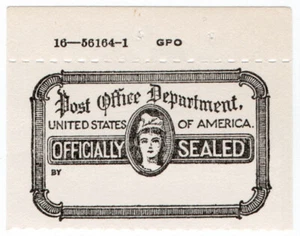 16—56164-1 GPO
Post Office Department,
UNITED STATES OF AMERICA.
OFFICIALLY SEALED
BY